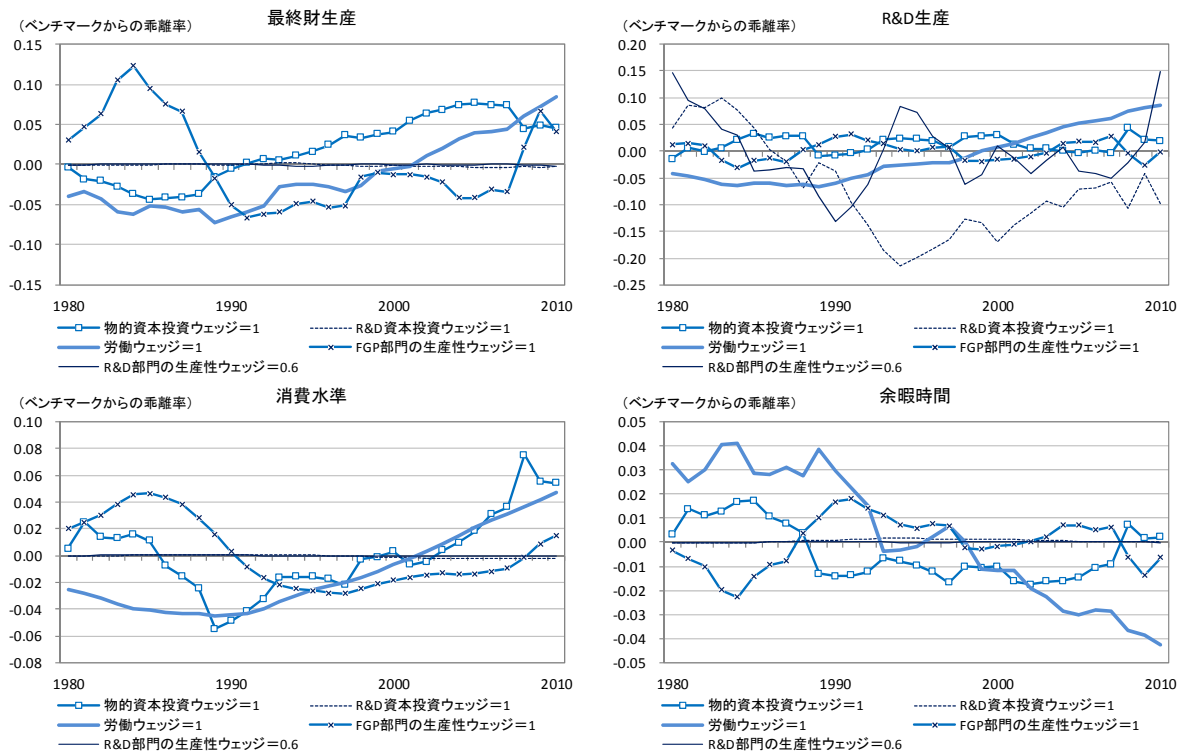 最終財生産
（ベンチマークからの乖離率）
0.15
0.10
0.05
0.00
-0.05
-0.10
-0.15
1980 1990 2000 2010
物的資本投資ウェッジ＝1 R&D資本投資ウェッジ＝1
労働ウェッジ＝1 FGP部門の生産性ウェッジ＝1
R&D部門の生産性ウェッジ＝0.6
R&D生産
（ベンチマークからの乖離率）
0.20
0.15
0.10
0.05
0.00
-0.05
-0.10
-0.15
-0.20
-0.25
1980 1990 2000 2010
物的資本投資ウェッジ＝1 R&D資本投資ウェッジ＝1
労働ウェッジ＝1 FGP部門の生産性ウェッジ＝1
R&D部門の生産性ウェッジ＝0.6
消費水準
（ベンチマークからの乖離率）
0.10
0.08
0.06
0.04
0.02
0.00
-0.02
-0.04
-0.06
-0.08
1980 1990 2000 2010
物的資本投資ウェッジ＝1 R&D資本投資ウェッジ＝1
労働ウェッジ＝1 FGP部門の生産性ウェッジ＝1
R&D部門の生産性ウェッジ＝0.6
余暇時間
（ベンチマークからの乖離率）
0.05
0.04
0.03
0.02
0.01
0.00
-0.01
-0.02
-0.03
-0.04
-0.05
1980 1990 2000 2010
物的資本投資ウェッジ＝1 R&D資本投資ウェッジ＝1
労働ウェッジ＝1 FGP部門の生産性ウェッジ＝1
R&D部門の生産性ウェッジ＝0.6